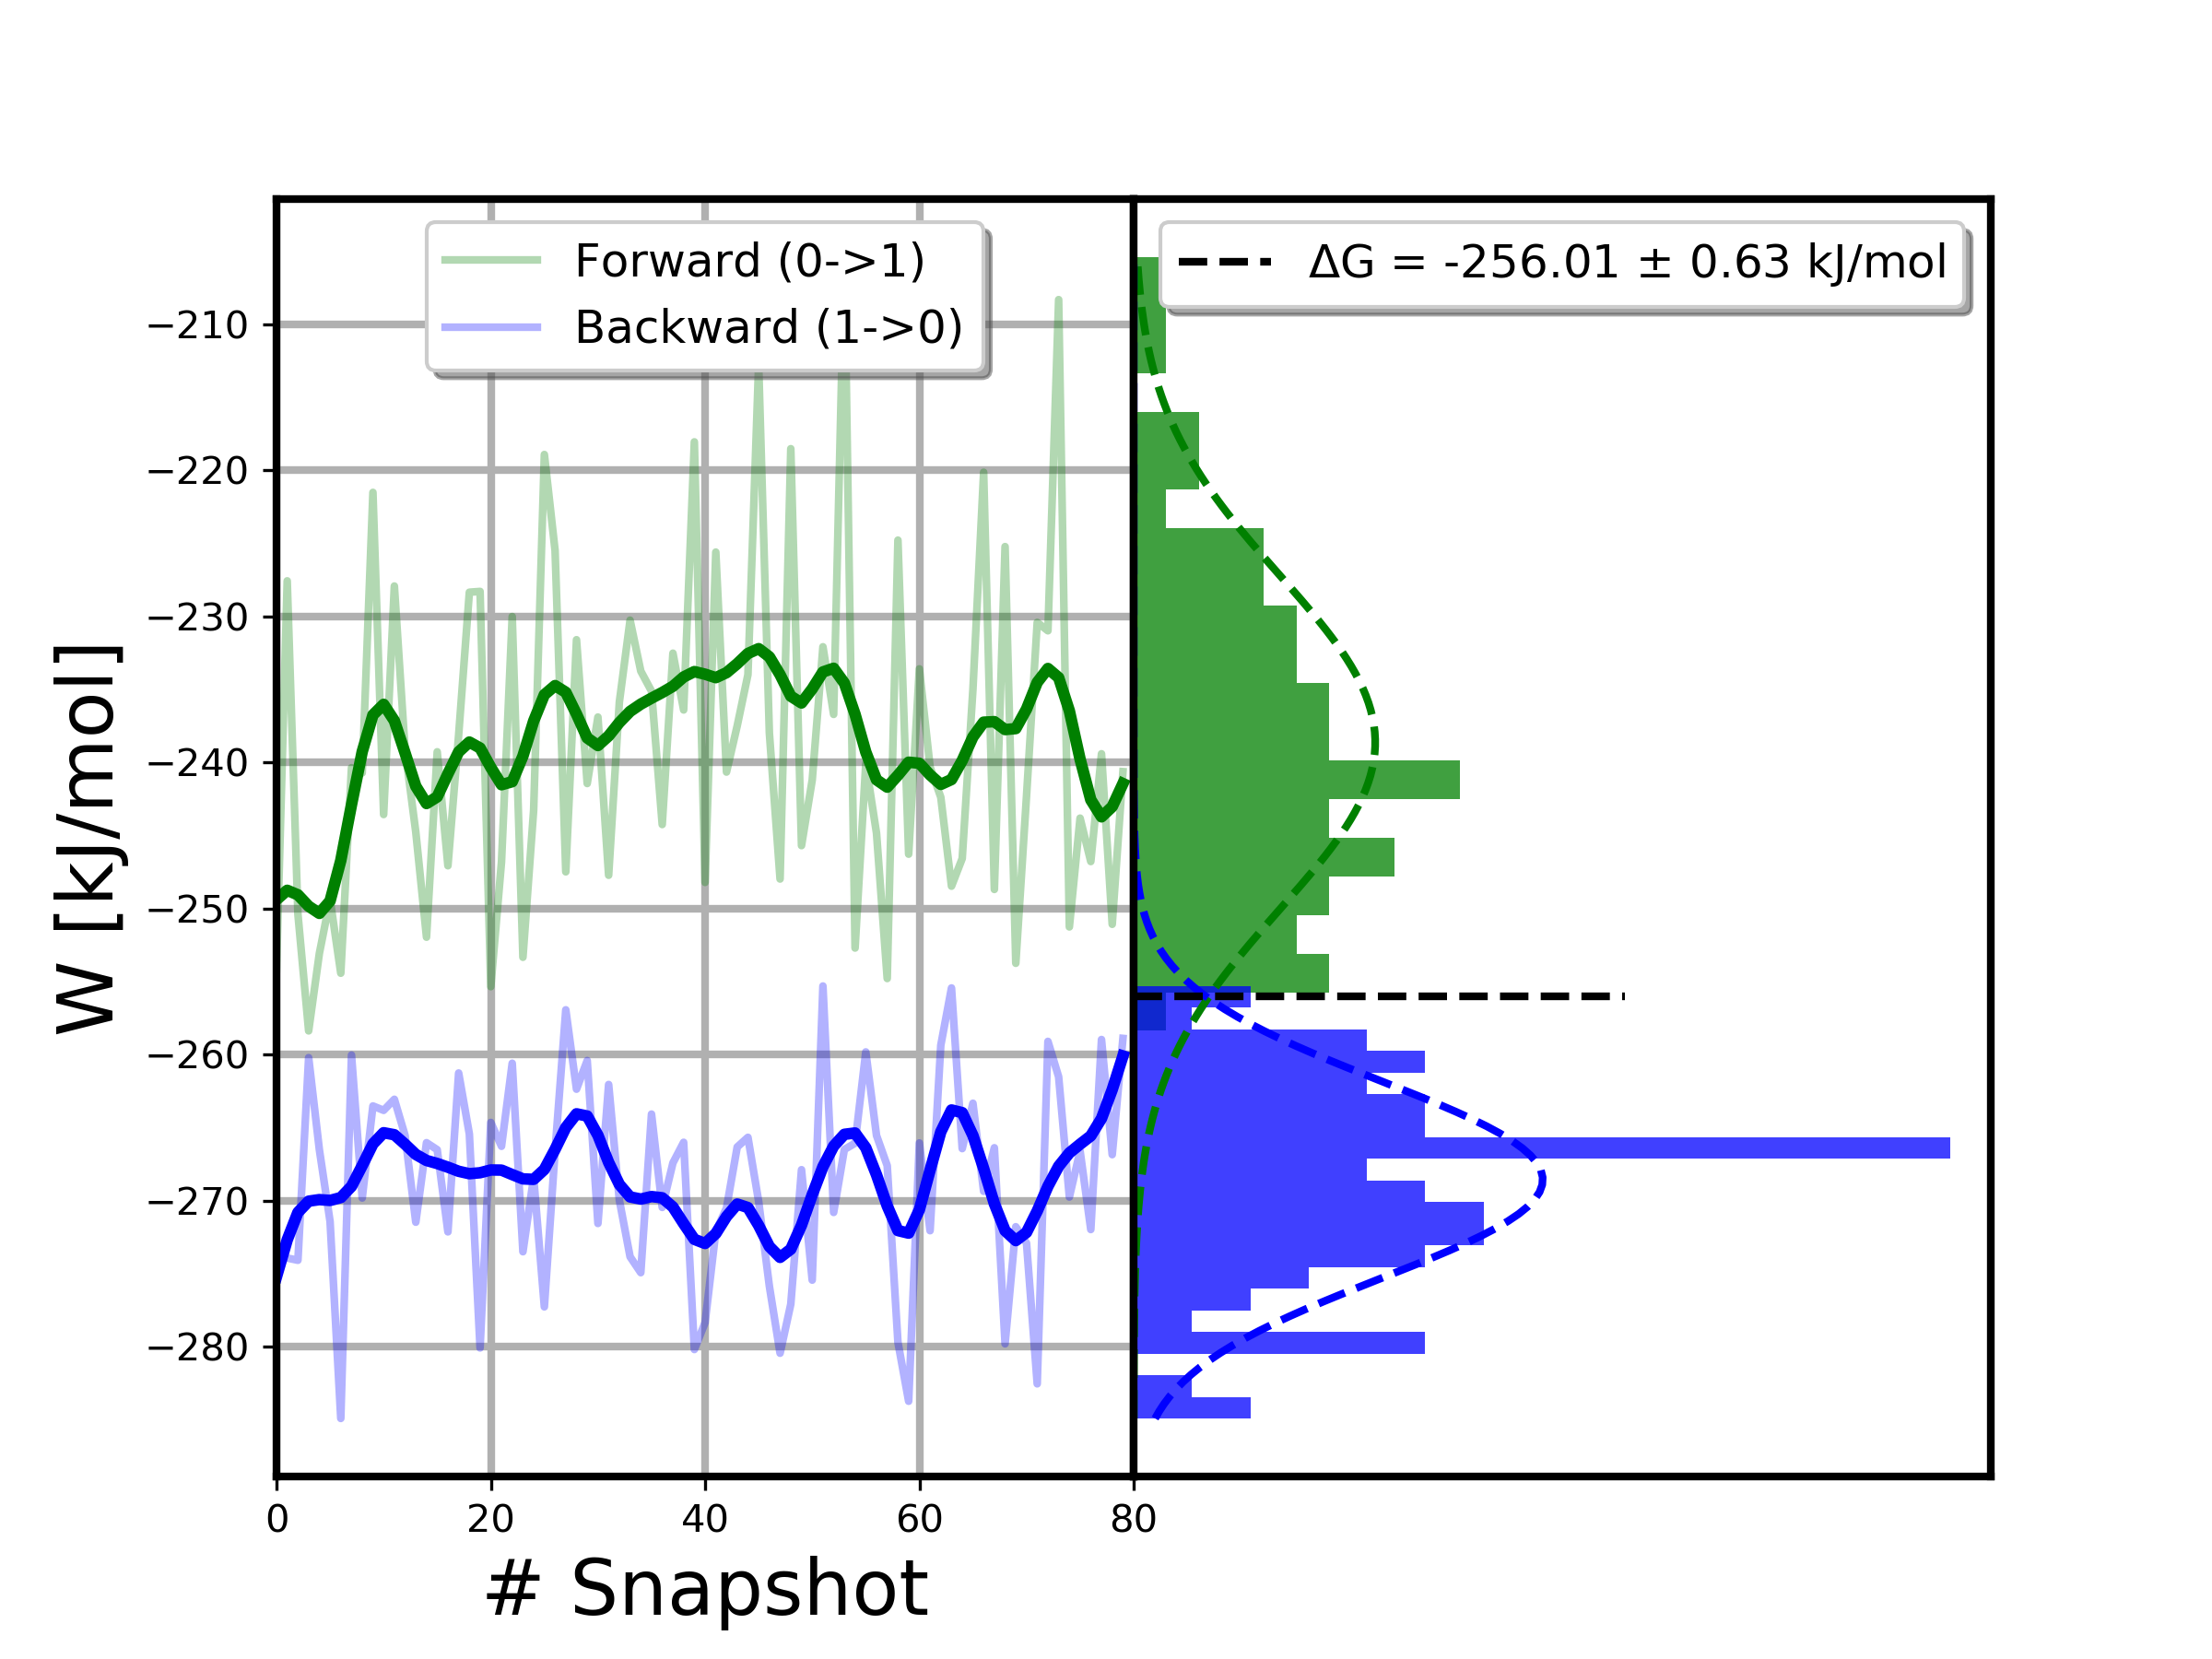 Forward (0->1)
Backward (1->0)
ΔG = -256.01 ± 0.63 kJ/mol
W [kJ/mol]
−210
−220
−230
−240
−250
−260
−270
−280
0 20 40 60 80
# Snapshot